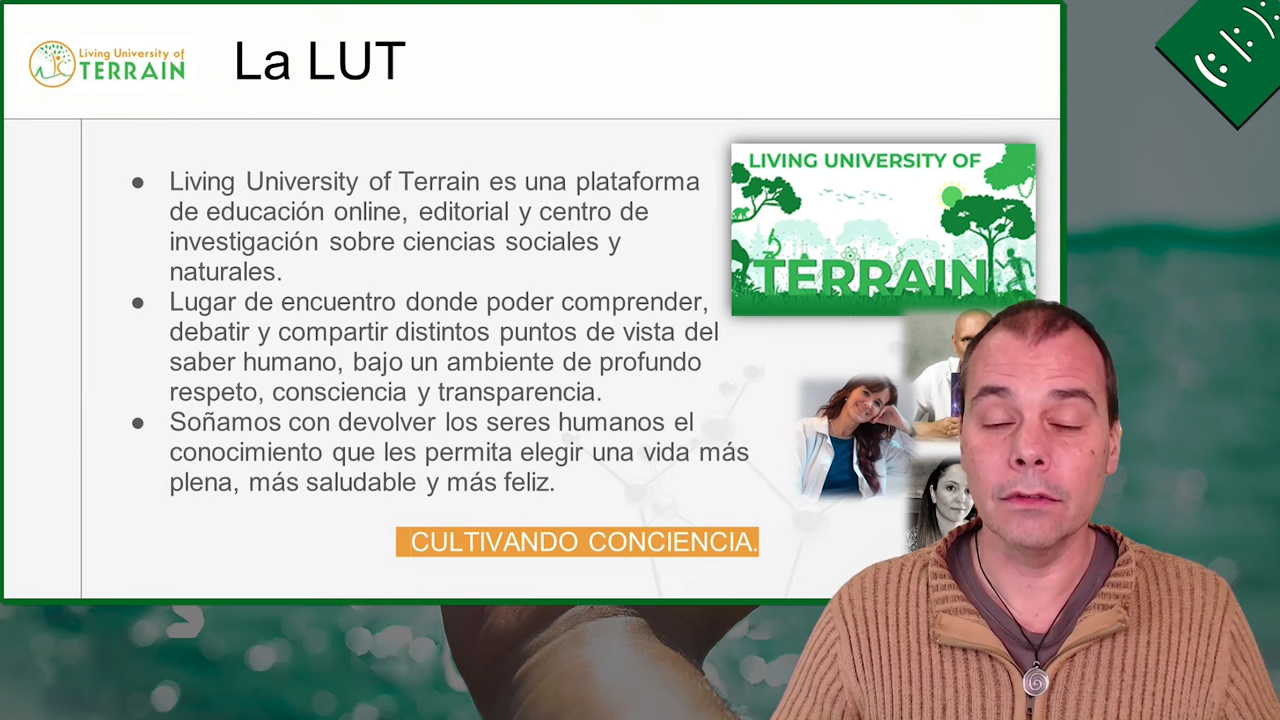 Living University of
TERRAIN
La LUT
● Living University of Terrain es una plataforma
de educación online, editorial y centro de
investigación sobre ciencias sociales y
naturales.
● Lugar de encuentro donde poder comprender,
debatir y compartir distintos puntos de vista del
saber humano, bajo un ambiente de profundo
respeto, consciencia y transparencia.
● Soñamos con devolver los seres humanos el
conocimiento que les permita elegir una vida más
plena, más saludable y más feliz.
CULTIVANDO CONCIENCIA.
LIVING UNIVERSITY OF
TERRAIN